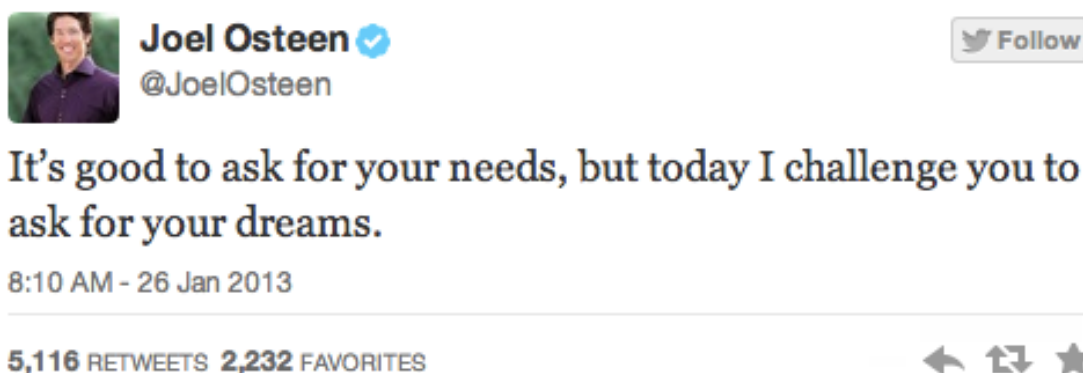 Joel Osteen
Follow
@JoelOsteen
It’s good to ask for your needs, but today I challenge you to
ask for your dreams.
8:10 AM - 26 Jan 2013
5,116 RETWEETS 2,232 FAVORITES